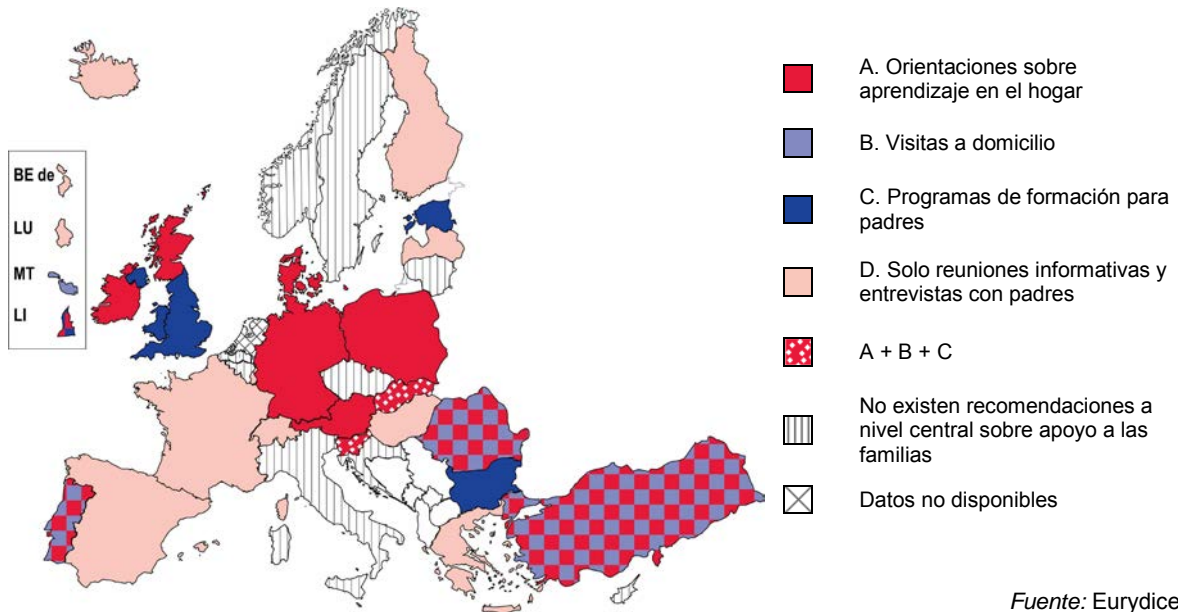 BE de
LU
MT
LI
A. Orientaciones sobre
aprendizaje en el hogar
B. Visitas a domicilio
C. Programas de formación para
padres
D. Solo reuniones informativas y
entrevistas con padres
A + B + C
No existen recomendaciones a
nivel central sobre apoyo a las
familias
Datos no disponibles
Fuente: Eurydice